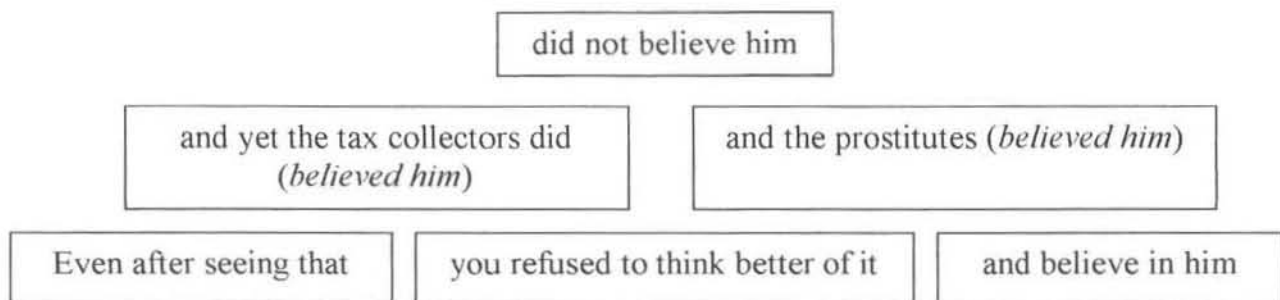 did not believe him
and yet the tax collectors did
(believed him)
and the prostitutes (believed him)
Even after seeing that
you refused to think better of it
and believe in him